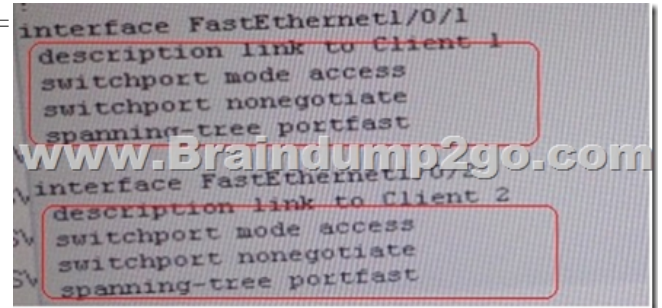 interface FastEthernet1/0/1
description link to Client 1
switchport mode access
switchport nonegotiate
spanning-tree portfast
www.Braindump2go.com
interface FastEthernet1/0/2
description link to Client 2
switchport mode access
switchport nonegotiate
spanning-tree portfast